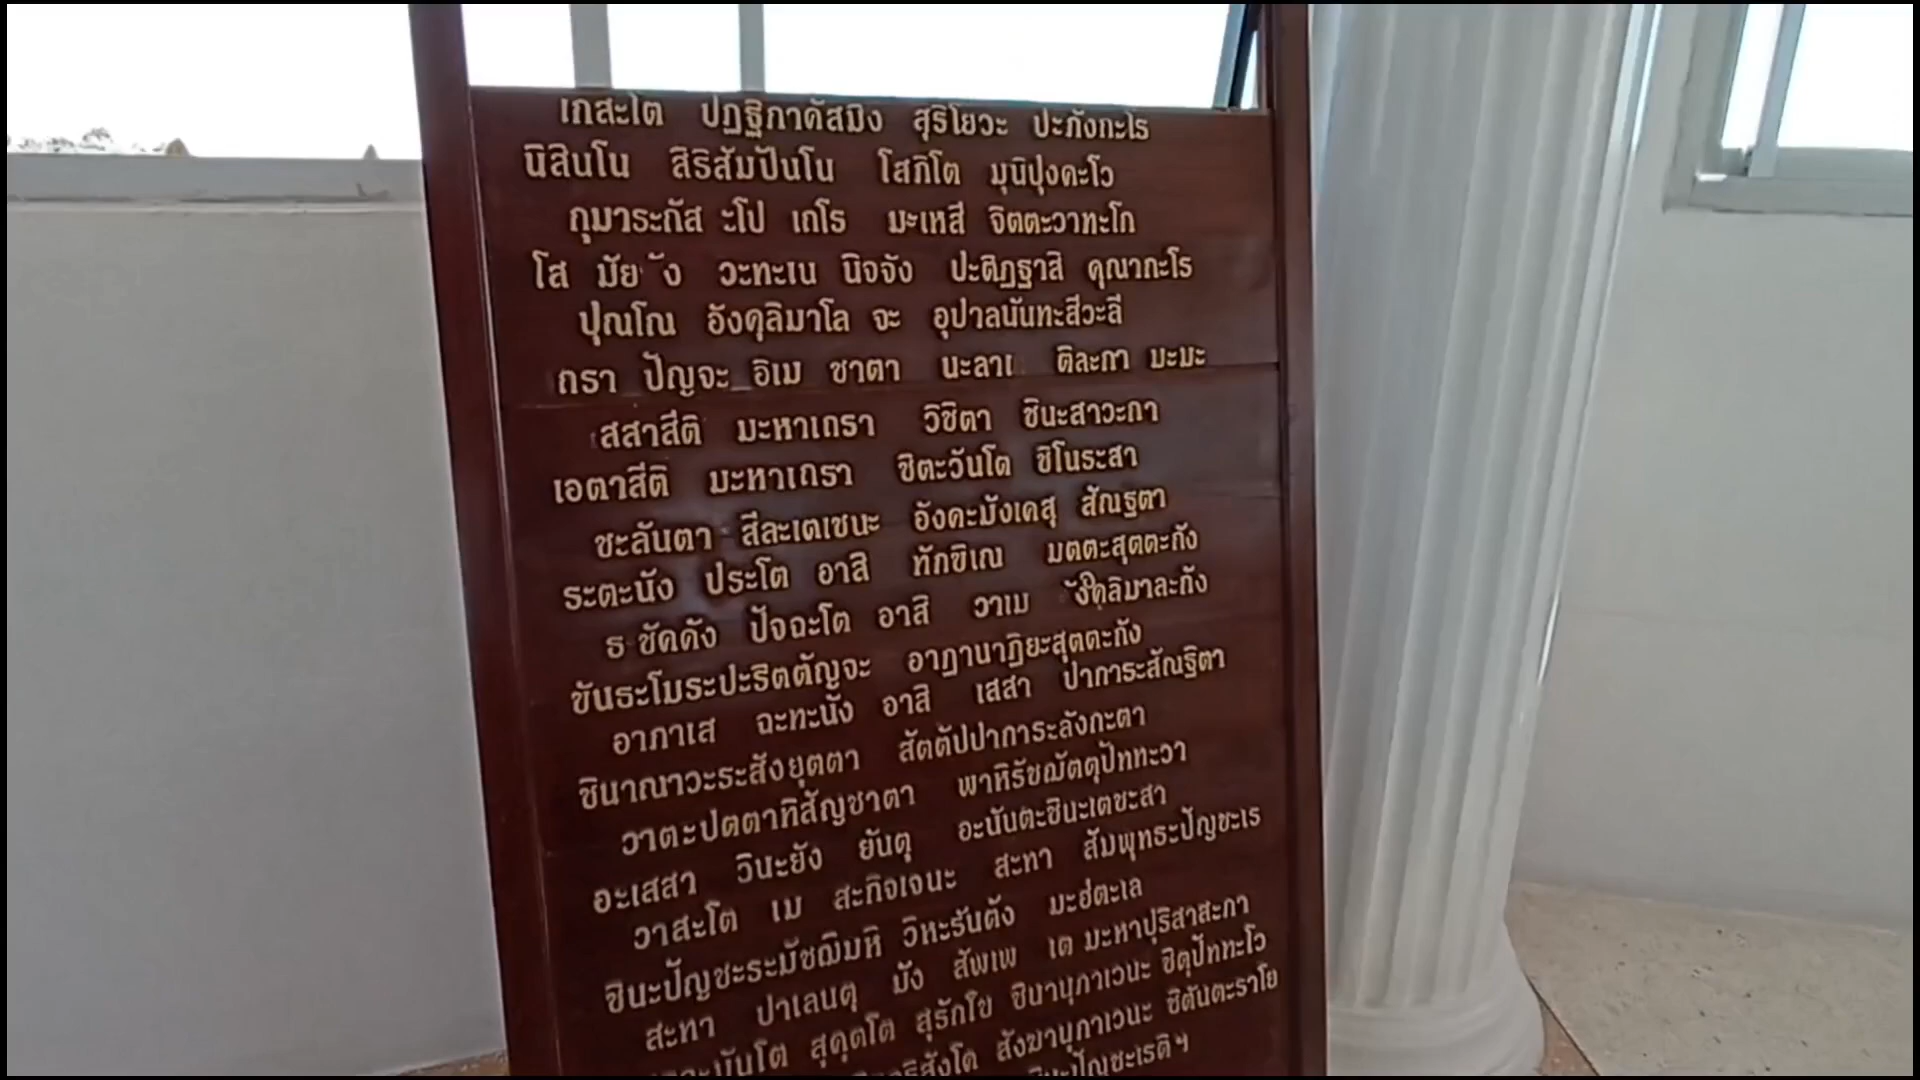 เกสะโต ปฏฐิภาคัสมิง สุริโยวะ ปะภังกะโร
นิสินโน สิริสัมปันโน โสภิโต มุนิปุงคะโว
กุมาระกัส ะโป เถโร มะเหสี จิตตะวาทะโก
โส มัย ัง วะทะเน นิจจัง ปะติฏฐาสิ คุณากะโร
ปุณโณ อังคุลิมาโล จะ อุปาลนันทะสีวะลี
ถรา ปัญจะ อิเม ชาตา นะลาเ ติละกา มะมะ
สสาสีติ มะหาเถรา วิชิตา ชินะสาวะกา
เอตาสีติ มะหาเถรา ชิตะวันโต ชิโนระสา
ชะลันตา สีละเตเชนะ อังคะมังเคสุ สัณฐตา
ระตะนัง ปุระโต อาสิ ทักขิเณ มตตะสุตตะกัง
ธ ชัคคัง ปัจฉะโต อาสิ วาเม ังคุลิมาละกัง
ขันธะโมระปะริตตัญจะ อาฏานาฏิยะสุตตะกัง
อากาเส ฉะทะนัง อาสิ เสสา ปาการะสัณฐิตา
ชินาณาวะระสังยุตตา สัตตัปปาการะลังกะตา
วาตะปิตตาทิสัญชาตา พาหิรัชฌัตตุปัททะวา
อะเสสา วินะยัง ยันตุ อะนันตะชินะเตชะสา
วาสะโต เม สะกิจเจนะ สะทา สัมพุทธะปัญชะเร
ชินะปัญชะระมัชฌิมหิ วิหะรันตัง มะฮีตะเล
สะทา ปาเลนตุ มัง สัพเพ เต มะหาปุริสาสะภา
มันโต สุคุตโต สุรักโข ชินานุภาเวนะ ชิตุปัททะโว
ริสังโค สังฆานุภาเวนะ ชิตันตะราโย
ปัญชะเรติฯ